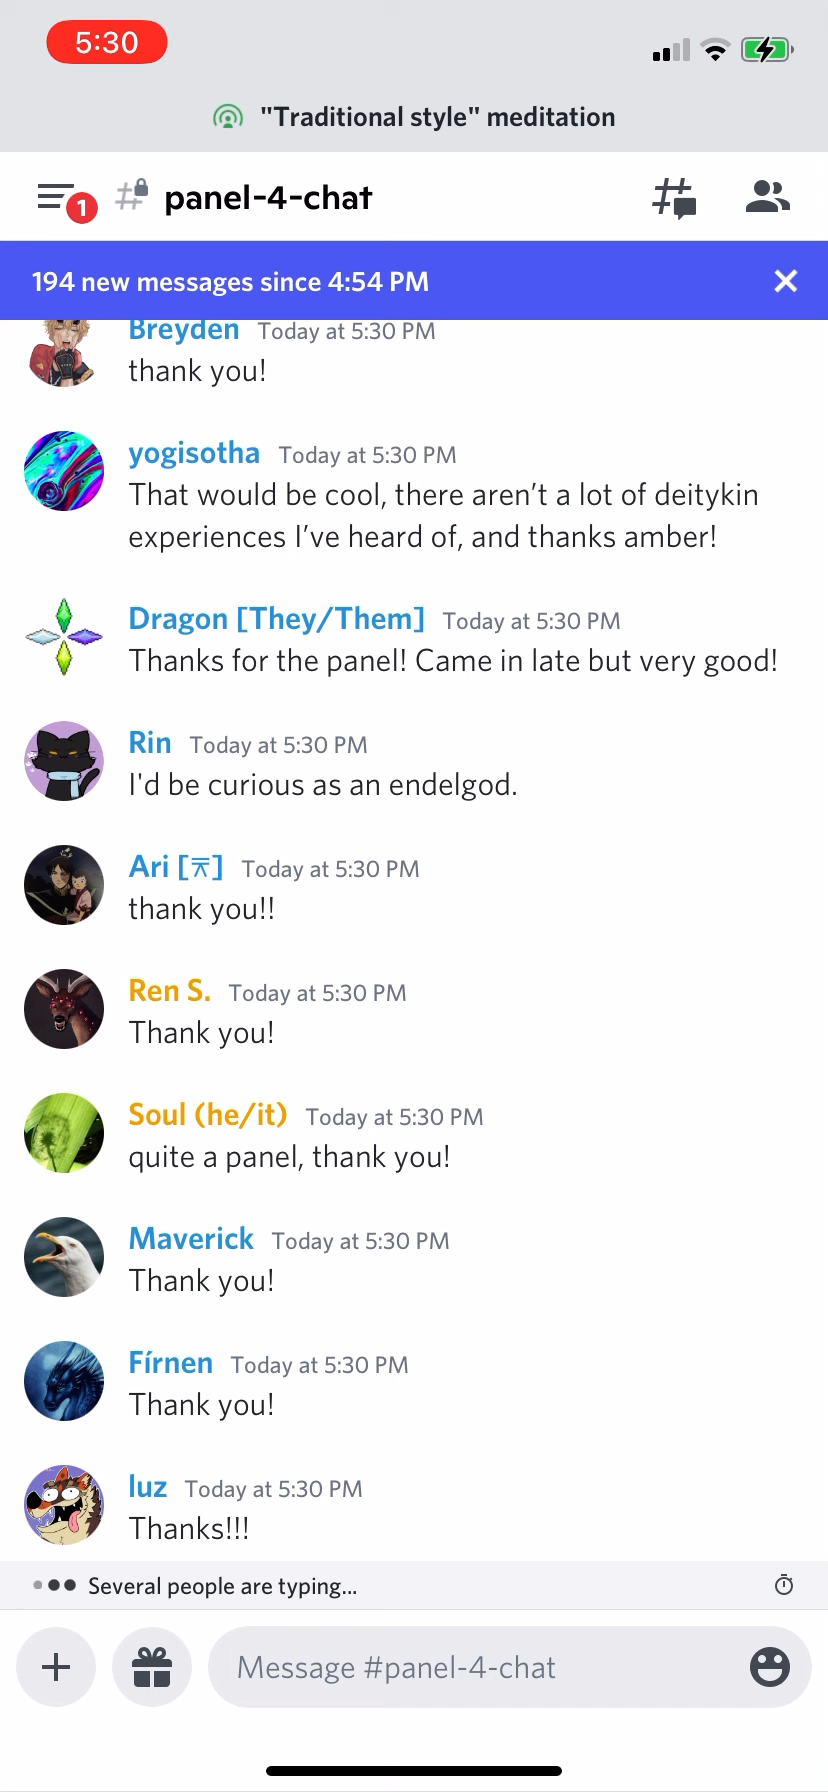 5:30
"Traditional style" meditation
1
panel-4-chat
194 new messages since 4:54 PM
Breyden Today at 5:30 PM
thank you!
yogisotha Today at 5:30 PM
That would be cool, there aren’t a lot of deitykin
experiences I’ve heard of, and thanks amber!
Dragon [They/Them] Today at 5:30 PM
Thanks for the panel! Came in late but very good!
Rin Today at 5:30 PM
I'd be curious as an endelgod.
Ari [⚻] Today at 5:30 PM
thank you!!
Ren S. Today at 5:30 PM
Thank you!
Soul (he/it) Today at 5:30 PM
quite a panel, thank you!
Maverick Today at 5:30 PM
Thank you!
Fírnen Today at 5:30 PM
Thank you!
luz Today at 5:30 PM
Thanks!!!
Several people are typing...
Message #panel-4-chat